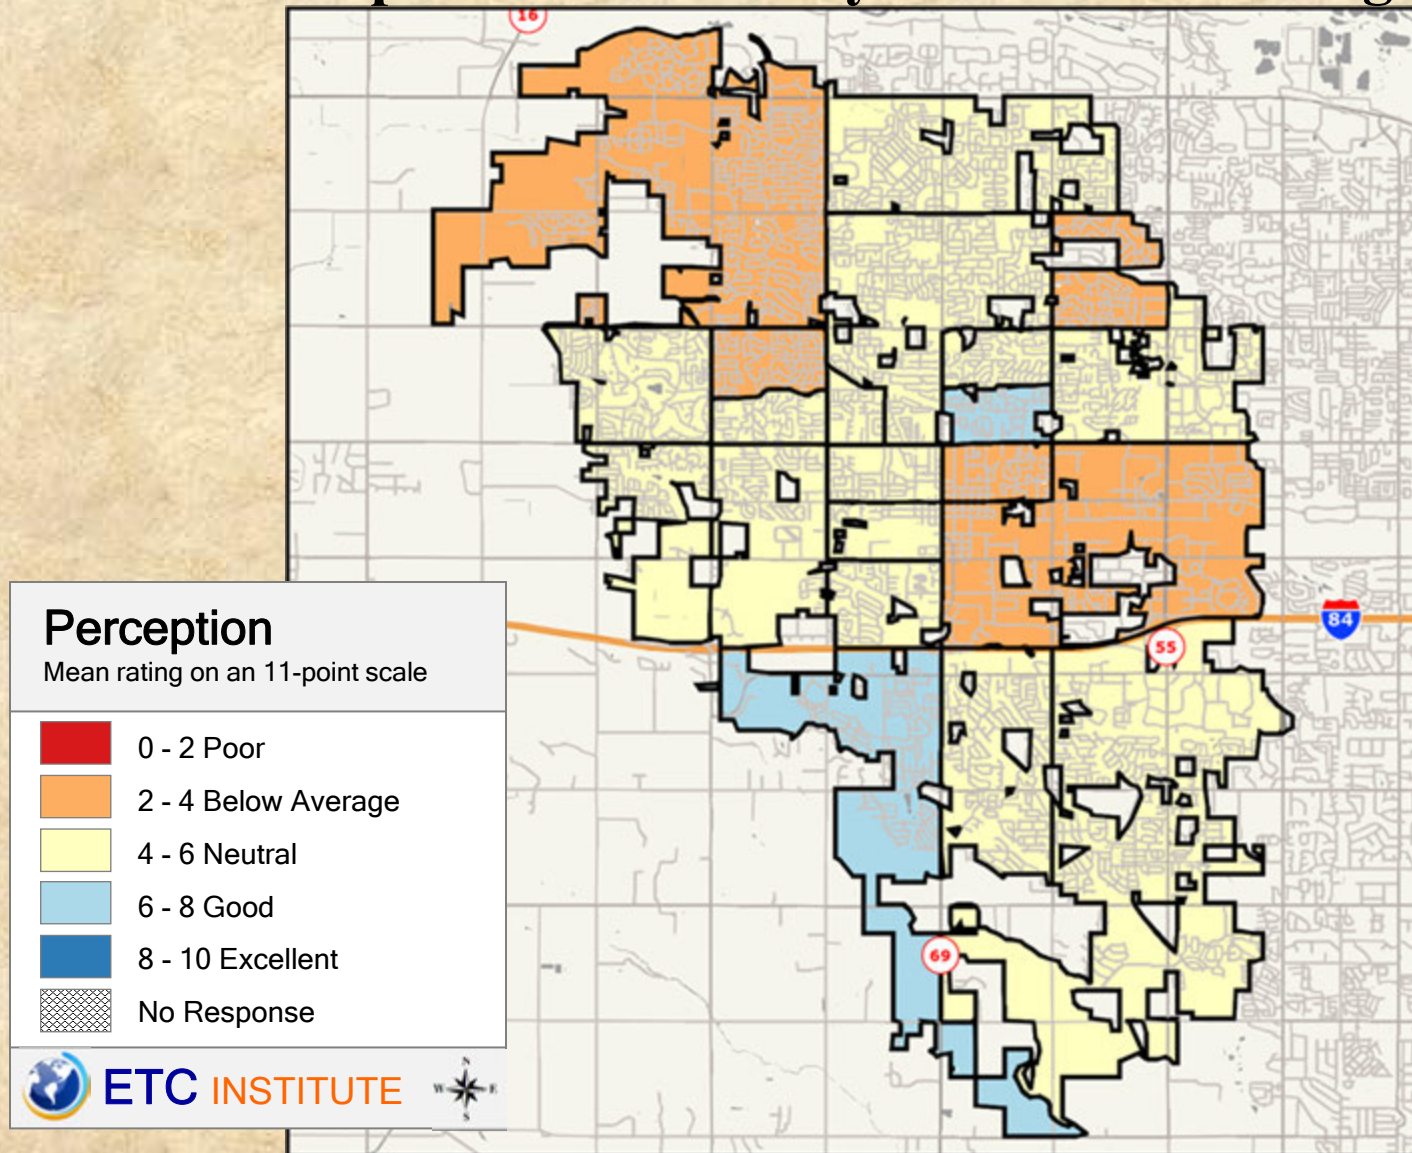 16
84
55
69
Perception
Mean rating on an 11-point scale
0 - 2 Poor
2 - 4 Below Average
4 - 6 Neutral
6 - 8 Good
8 - 10 Excellent
No Response
ETC INSTITUTE
N
W E
S